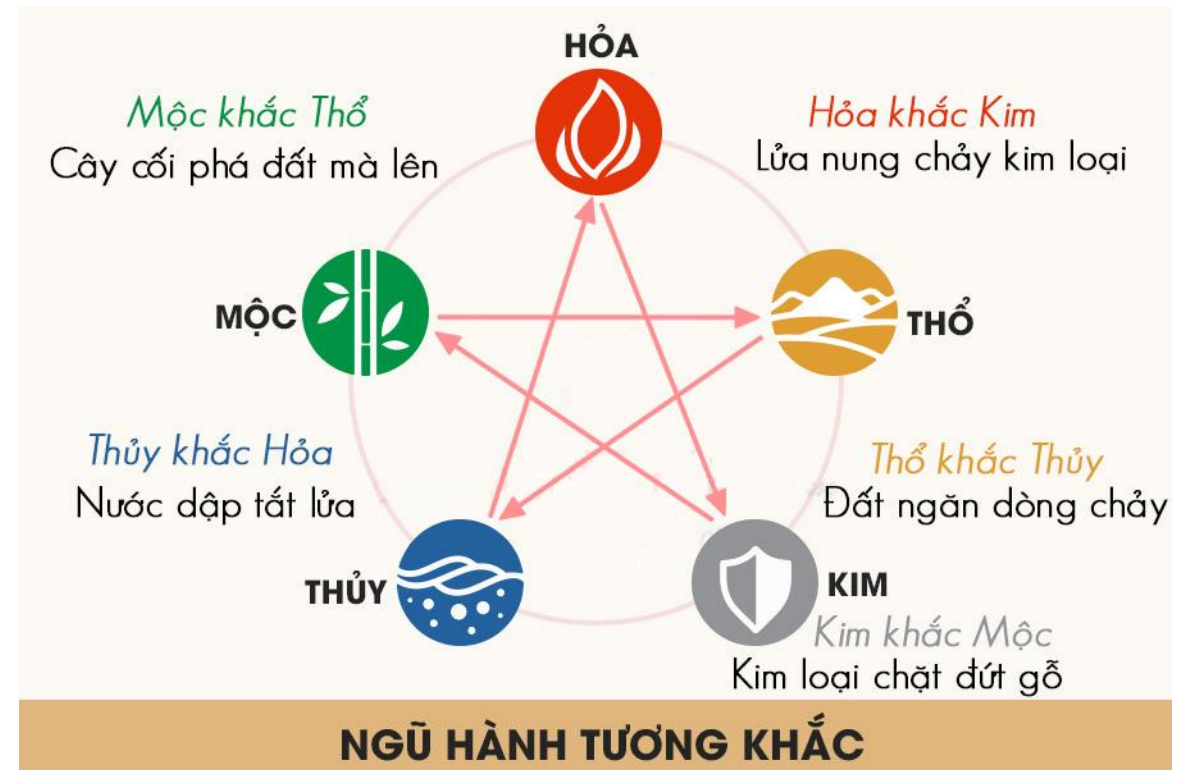 HỎA
Mộc khắc Thổ
Cây cối phá đất mà lên
Hỏa khắc Kim
Lửa nung chảy kim loại
MỘC
THỔ
Thủy khắc Hỏa
Nước dập tắt lửa
Thổ khắc Thủy
Đất ngăn dòng chảy
THỦY
KIM
Kim khắc Mộc
Kim loại chặt đứt gỗ
NGŨ HÀNH TƯƠNG KHẮC